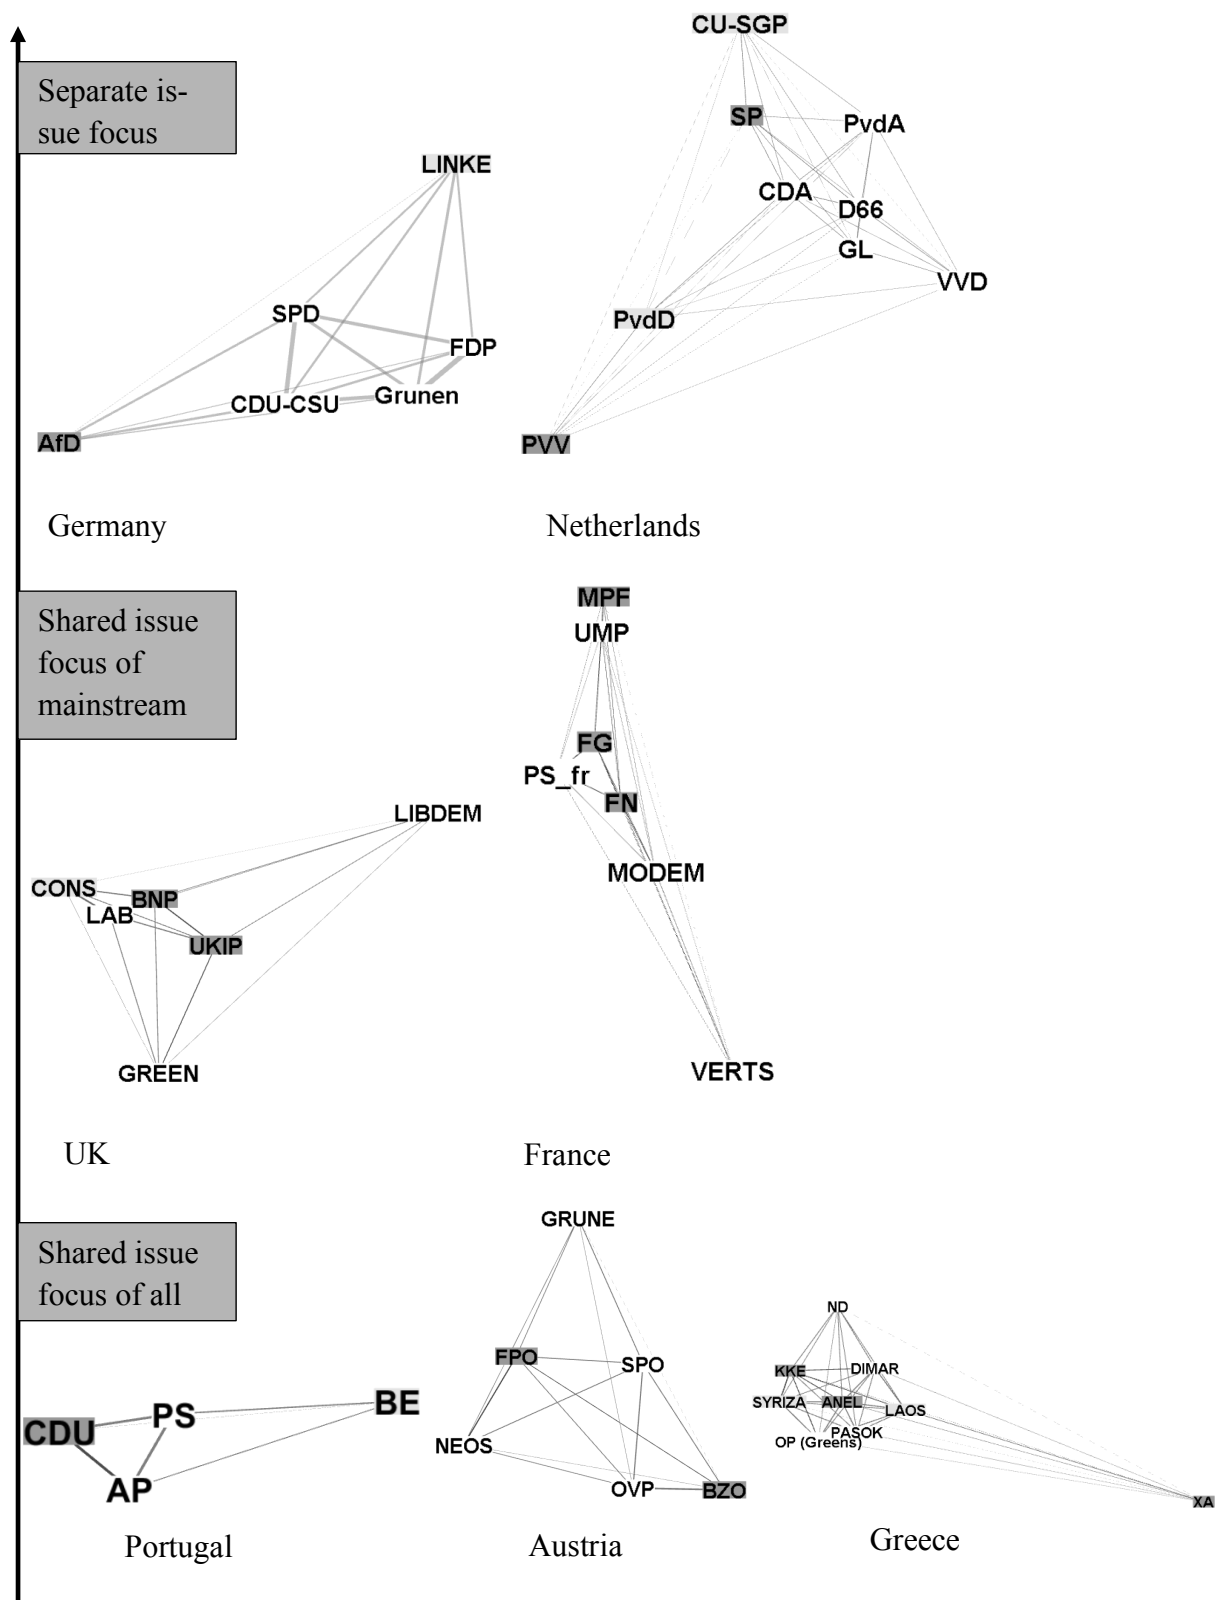 CU-SGP
Separate is-
sue focus
SP
PvdA
LINKE
CDA
D66
GL
VVD
SPD
PvdD
FDP
CDU-CSU
Grunen
AfD
PVV
Germany
Netherlands
Shared issue
focus of
mainstream
MPF
UMP
FG
PS_fr
FN
MODEM
VERTS
LIBDEM
CONS
BNP
LAB
UKIP
GREEN
UK
France
Shared issue
focus of all
GRUNE
FPO
SPO
NEOS
OVP
BZO
ND
KKE
DIMAR
SYRIZA
ANEL
LAOS
PASOK
OP (Greens)
XA
BE
PS
CDU
AP
Portugal
Austria
Greece